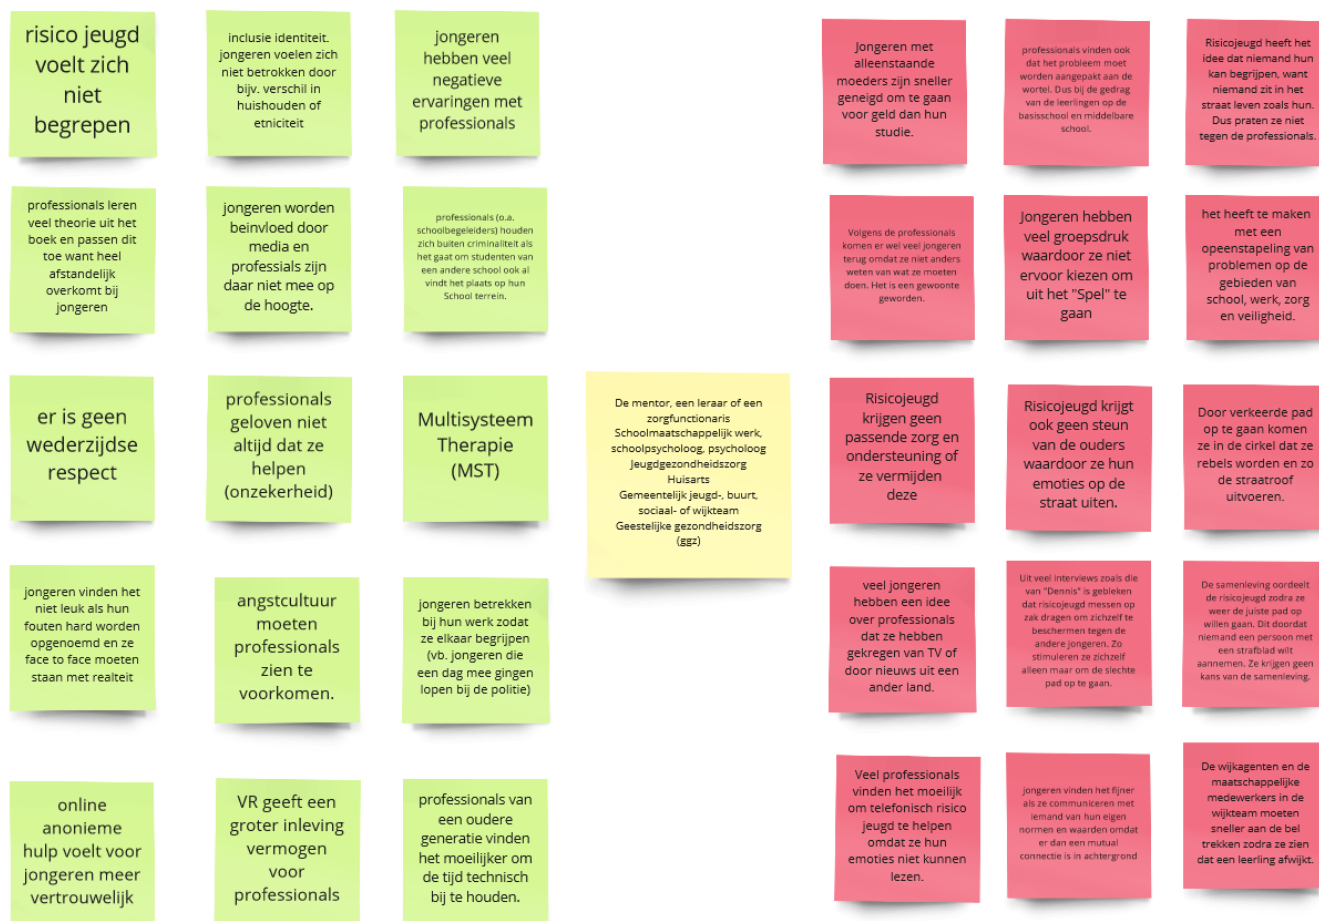 risico jeugd
voelt zich
niet
begrepen
inclusie identiteit.
jongeren voelen zich
niet betrokken door
bijv. verschil in
huishouden of
etniciteit
jongeren
hebben veel
negatieve
ervaringen met
professionals
professionals leren
veel theorie uit het
boek en passen dit
toe want heel
afstandelijk
overkomt bij
jongeren
jongeren worden
beinvloed door
media en
professials zijn
daar niet mee op
de hoogte.
professionals (o.a.
schoolbegeleiders) houden
zich buiten criminaliteit als
het gaat om studenten van
een andere school ook al
vindt het plaats op hun
School terrein.
er is geen
wederzijdse
respect
professionals
geloven niet
altijd dat ze
helpen
(onzekerheid)
Multisysteem
Therapie
(MST)
jongeren vinden het
niet leuk als hun
fouten hard worden
opgenoemd en ze
face to face moeten
staan met realteit
angstcultuur
moeten
professionals
zien te
voorkomen.
jongeren betrekken
bij hun werk zodat
ze elkaar begrijpen
(vb. jongeren die
een dag mee gingen
lopen bij de politie)
online
anonieme
hulp voelt voor
jongeren meer
vertrouwelijk
VR geeft een
groter inleving
vermogen
voor
professionals
professionals van
een oudere
generatie vinden
het moeilijker om
de tijd technisch
bij te houden.
De mentor, een leraar of een
zorgfunctionaris
Schoolmaatschappelijk werk,
schoolpsycholoog, psycholoog
Jeugdgezondheidszorg
Huisarts
Gemeentelijk jeugd-, buurt,
sociaal- of wijkteam
Geestelijke gezondheidszorg
(ggz)
Jongeren met
alleenstaande
moeders zijn sneller
geneigd om te gaan
voor geld dan hun
studie.
professionals vinden ook
dat het probleem moet
worden aangepakt aan de
wortel. Dus bij de gedrag
van de leerlingen op de
basisschool en middelbare
school.
Risicojeugd heeft het
idee dat niemand hun
kan begrijpen, want
niemand zit in het
straat leven zoals hun.
Dus praten ze niet
tegen de professionals.
Volgens de professionals
komen er wel veel jongeren
terug omdat ze niet anders
weten van wat ze moeten
doen. Het is een gewoonte
geworden.
Jongeren hebben
veel groepsdruk
waardoor ze niet
ervoor kiezen om
uit het "Spel" te
gaan
het heeft te maken
met een
opeenstapeling van
problemen op de
gebieden van
school, werk, zorg
en veiligheid.
Risicojeugd
krijgen geen
passende zorg en
ondersteuning of
ze vermijden
deze
Risicojeugd krijgt
ook geen steun
van de ouders
waardoor ze hun
emoties op de
straat uiten.
Door verkeerde pad
op te gaan komen
ze in de cirkel dat ze
rebels worden en zo
de straatroof
uitvoeren.
veel jongeren
hebben een idee
over professionals
dat ze hebben
gekregen van TV of
door nieuws uit een
ander land.
Uit veel interviews zoals die
van "Dennis" is gebleken
dat risicojeugd messen op
zak dragen om zichzelf te
beschermen tegen de
andere jongeren. Zo
stimuleren ze zichzelf
alleen maar om de slechte
pad op te gaan.
De samenleving oordeelt
de risicojeugd zodra ze
weer de juiste pad op
willen gaan. Dit doordat
niemand een persoon met
een strafblad wilt
aannemen. Ze krijgen geen
kans van de samenleving.
Veel professionals
vinden het moeilijk
om telefonisch risico
jeugd te helpen
omdat ze hun
emoties niet kunnen
lezen.
jongeren vinden het fijner
als ze communiceren met
iemand van hun eigen
normen en waarden omdat
er dan een mutual
connectie is in achtergrond
De wijkagenten en de
maatschappelijke
medewerkers in de
wijkteam moeten
sneller aan de bel
trekken zodra ze zien
dat een leerling afwijkt.